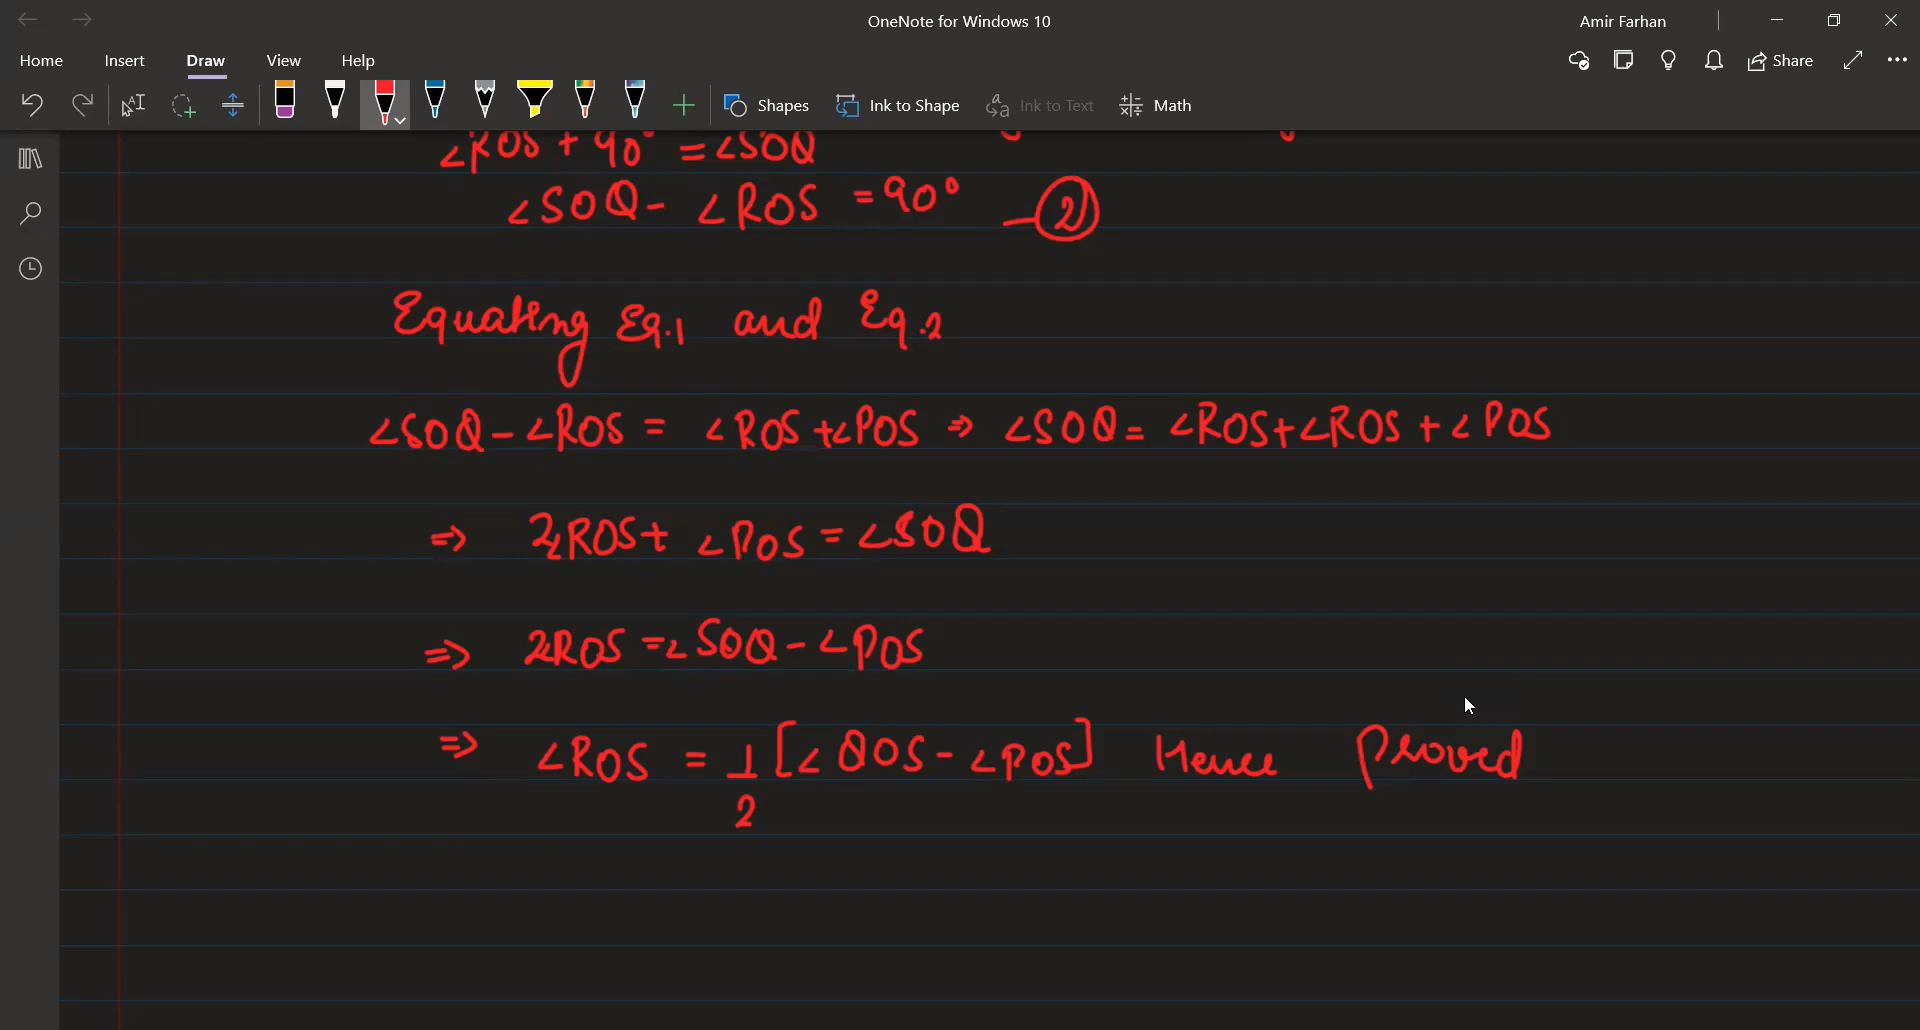 OneNote for Windows 10
Amir Farhan
Home Insert Draw View Help
Share
Shapes Ink to Shape Ink to Text Math
∠ROS + 90° = ∠SOQ
∠SOQ - ∠ROS = 90° - ②
Equating Eq.1 and Eq.2
∠SOQ - ∠ROS = ∠ROS + ∠POS ⇒ ∠SOQ = ∠ROS + ∠ROS + ∠POS
⇒ 2∠ROS + ∠POS = ∠SOQ
⇒ 2ROS = ∠SOQ - ∠POS
⇒ ∠ROS = 1/2 [∠QOS - ∠POS] Hence Proved